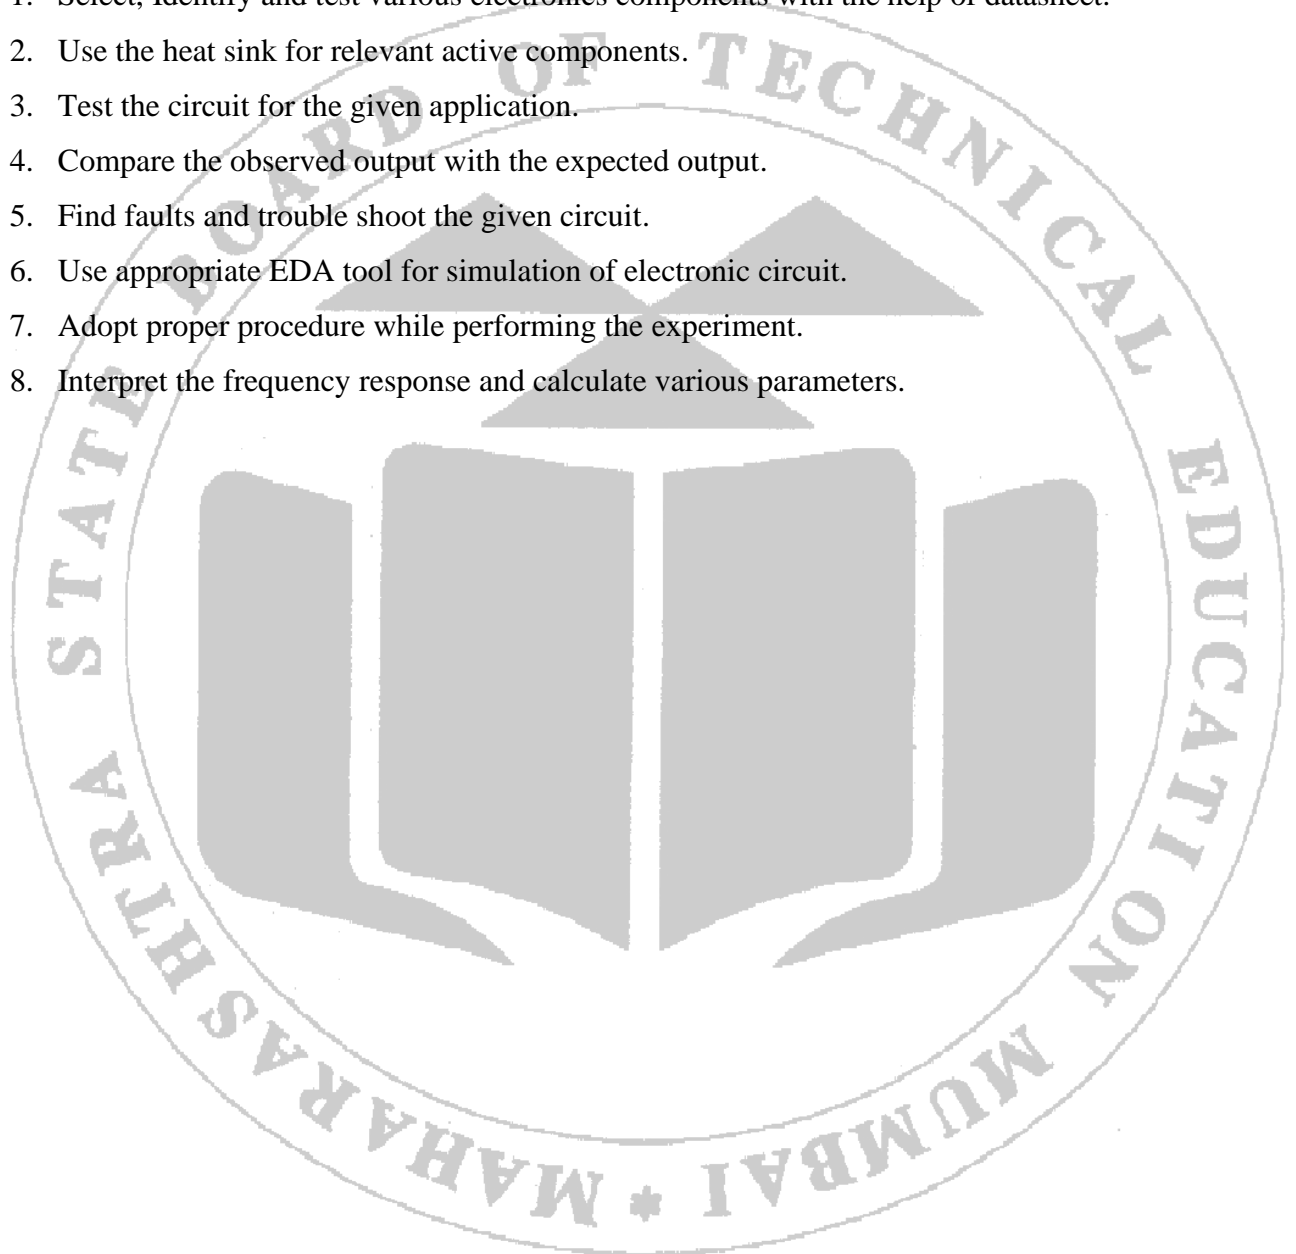 1. Select, Identify and test various electronics components with the help of datasheet.
2. Use the heat sink for relevant active components.
3. Test the circuit for the given application.
4. Compare the observed output with the expected output.
5. Find faults and trouble shoot the given circuit.
6. Use appropriate EDA tool for simulation of electronic circuit.
7. Adopt proper procedure while performing the experiment.
8. Interpret the frequency response and calculate various parameters.
MAHARASHTRA STATE BOARD OF TECHNICAL EDUCATION MUMBAI *